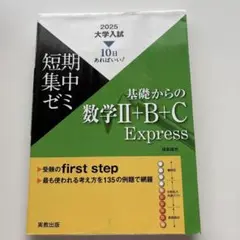 2025
大学入試
10日
あればいい!
短期
集中
ゼミ
基礎からの
数学Ⅱ+B+C
Express
▶受験のfirst step
▶最も使われる考え方を135の例題で網羅
実教出版